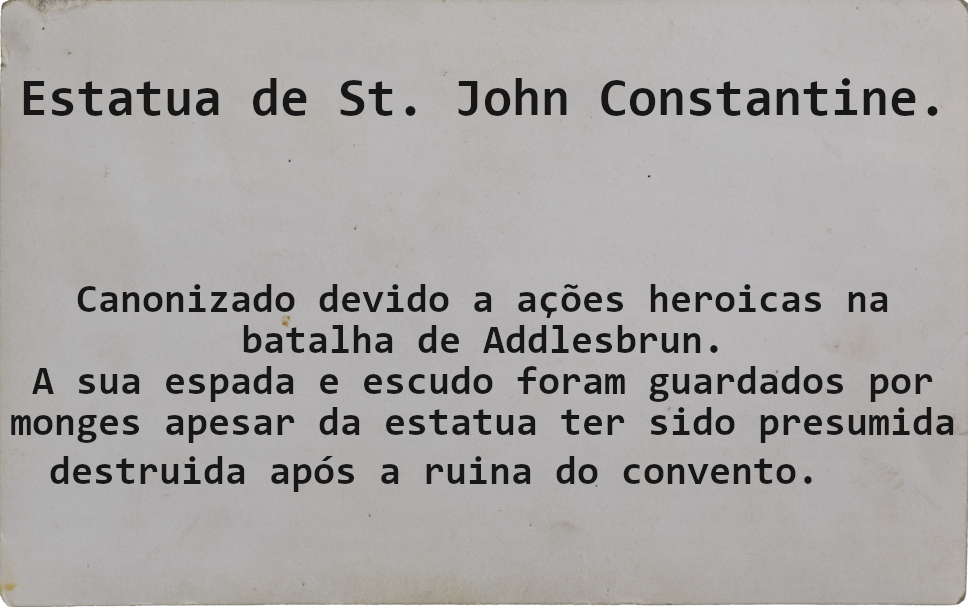 Estatua de St. John Constantine.
Canonizado devido a ações heroicas na
batalha de Addlesbrun.
A sua espada e escudo foram guardados por
monges apesar da estatua ter sido presumida
destruida após a ruina do convento.